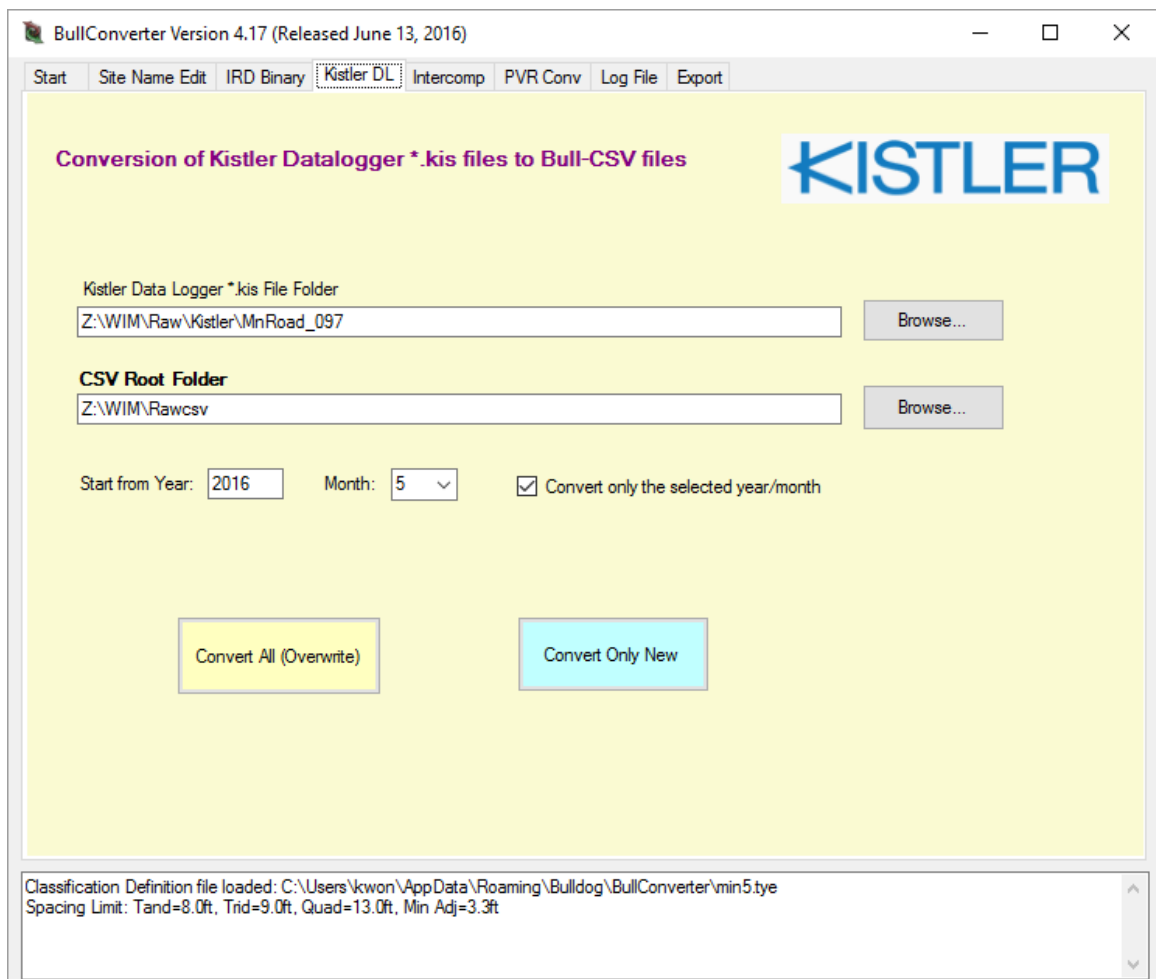 BullConverter Version 4.17 (Released June 13, 2016)
Start Site Name Edit IRD Binary Kistler DL Intercomp PVR Conv Log File Export
Conversion of Kistler Datalogger *.kis files to Bull-CSV files
KISTLER
Kistler Data Logger *.kis File Folder
Z:\WIM\Raw\Kistler\MnRoad_097 Browse...
CSV Root Folder
Z:\WIM\Rawcsv Browse...
Start from Year: 2016 Month: 5 Convert only the selected year/month
Convert All (Overwrite) Convert Only New
Classification Definition file loaded: C:\Users\kwon\AppData\Roaming\Bulldog\BullConverter\min5.tye
Spacing Limit: Tand=8.0ft, Trid=9.0ft, Quad=13.0ft, Min Adj=3.3ft